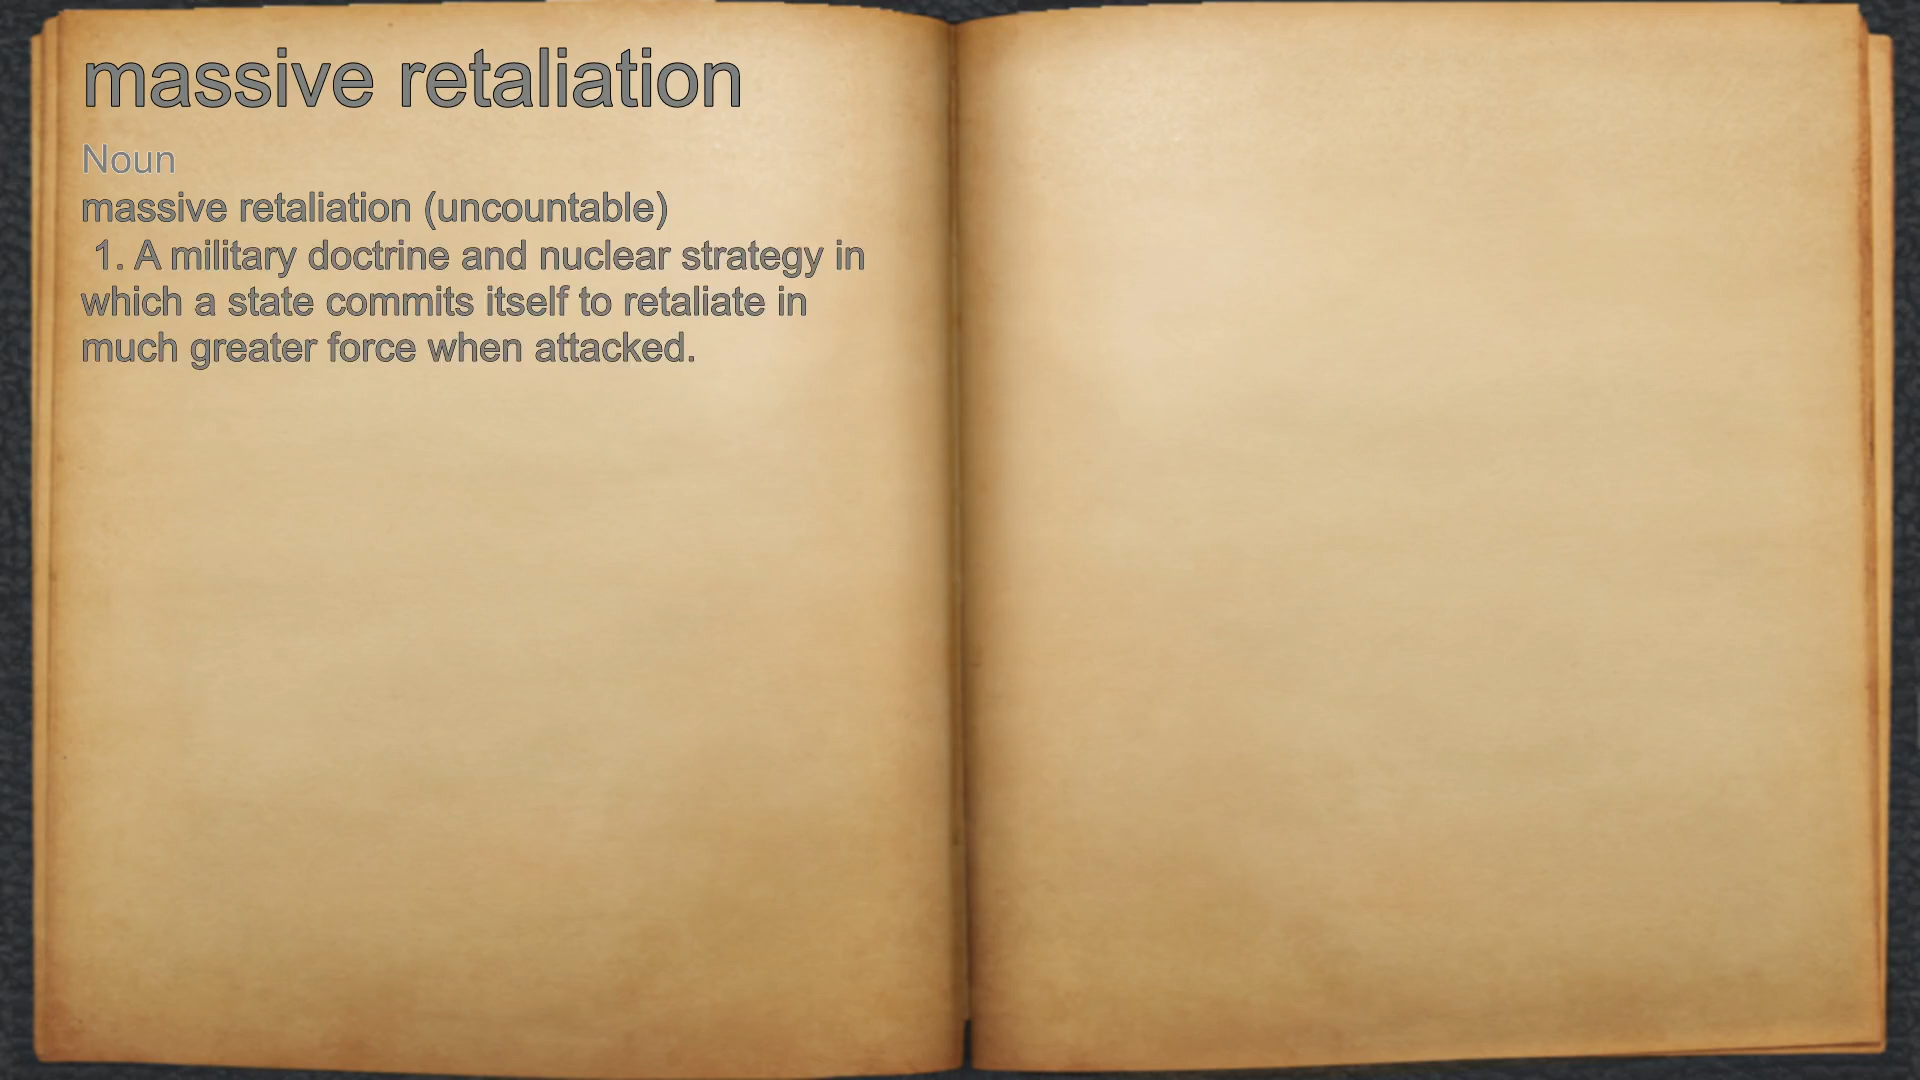 massive retaliation
Noun
massive retaliation (uncountable)
1. A military doctrine and nuclear strategy in
which a state commits itself to retaliate in
much greater force when attacked.